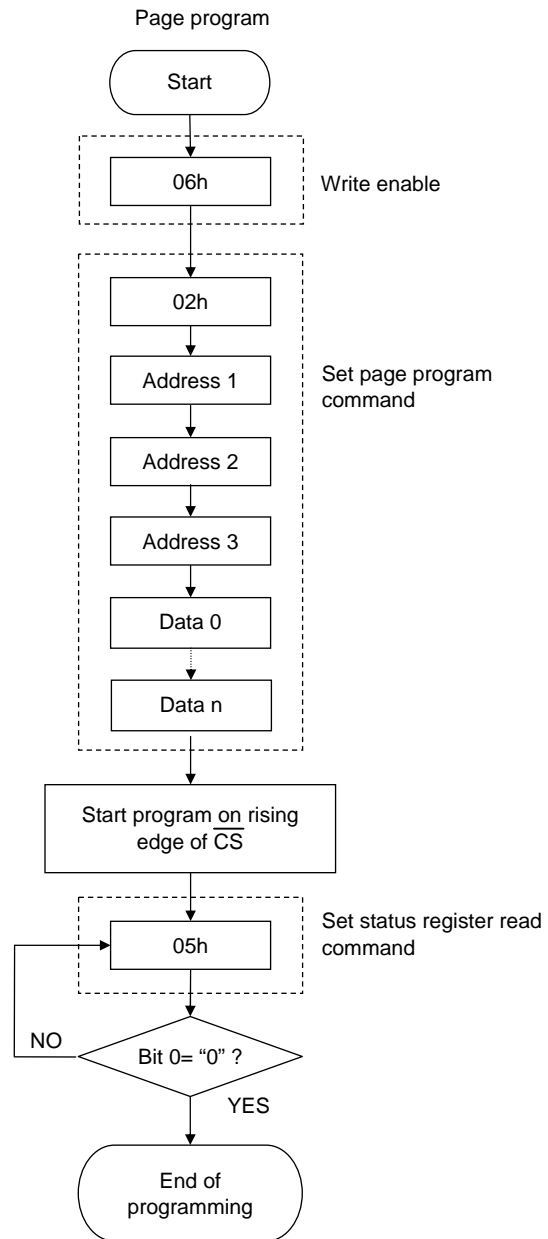 Page program
Start
06h
Write enable
02h
Address 1
Set page program
command
Address 2
Address 3
Data 0
Data n
Start program on rising
edge of C̅S̅
Set status register read
command
05h
NO
Bit 0= “0” ?
YES
End of
programming